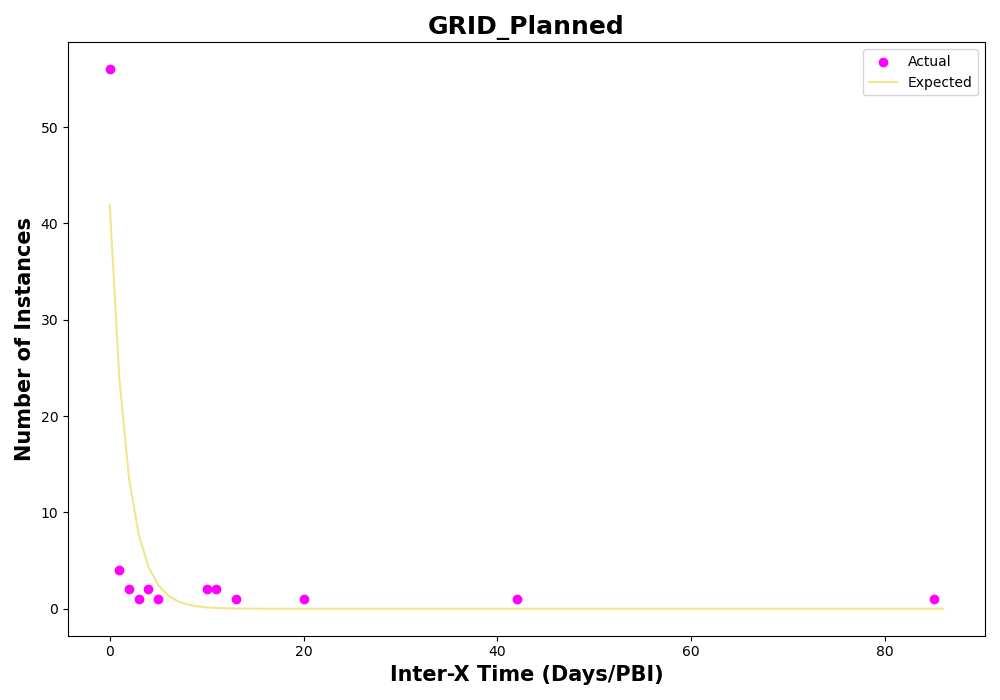 GRID_Planned
Actual
Expected
50
40
30
20
10
0
Number of Instances
0 20 40 60 80
Inter-X Time (Days/PBI)